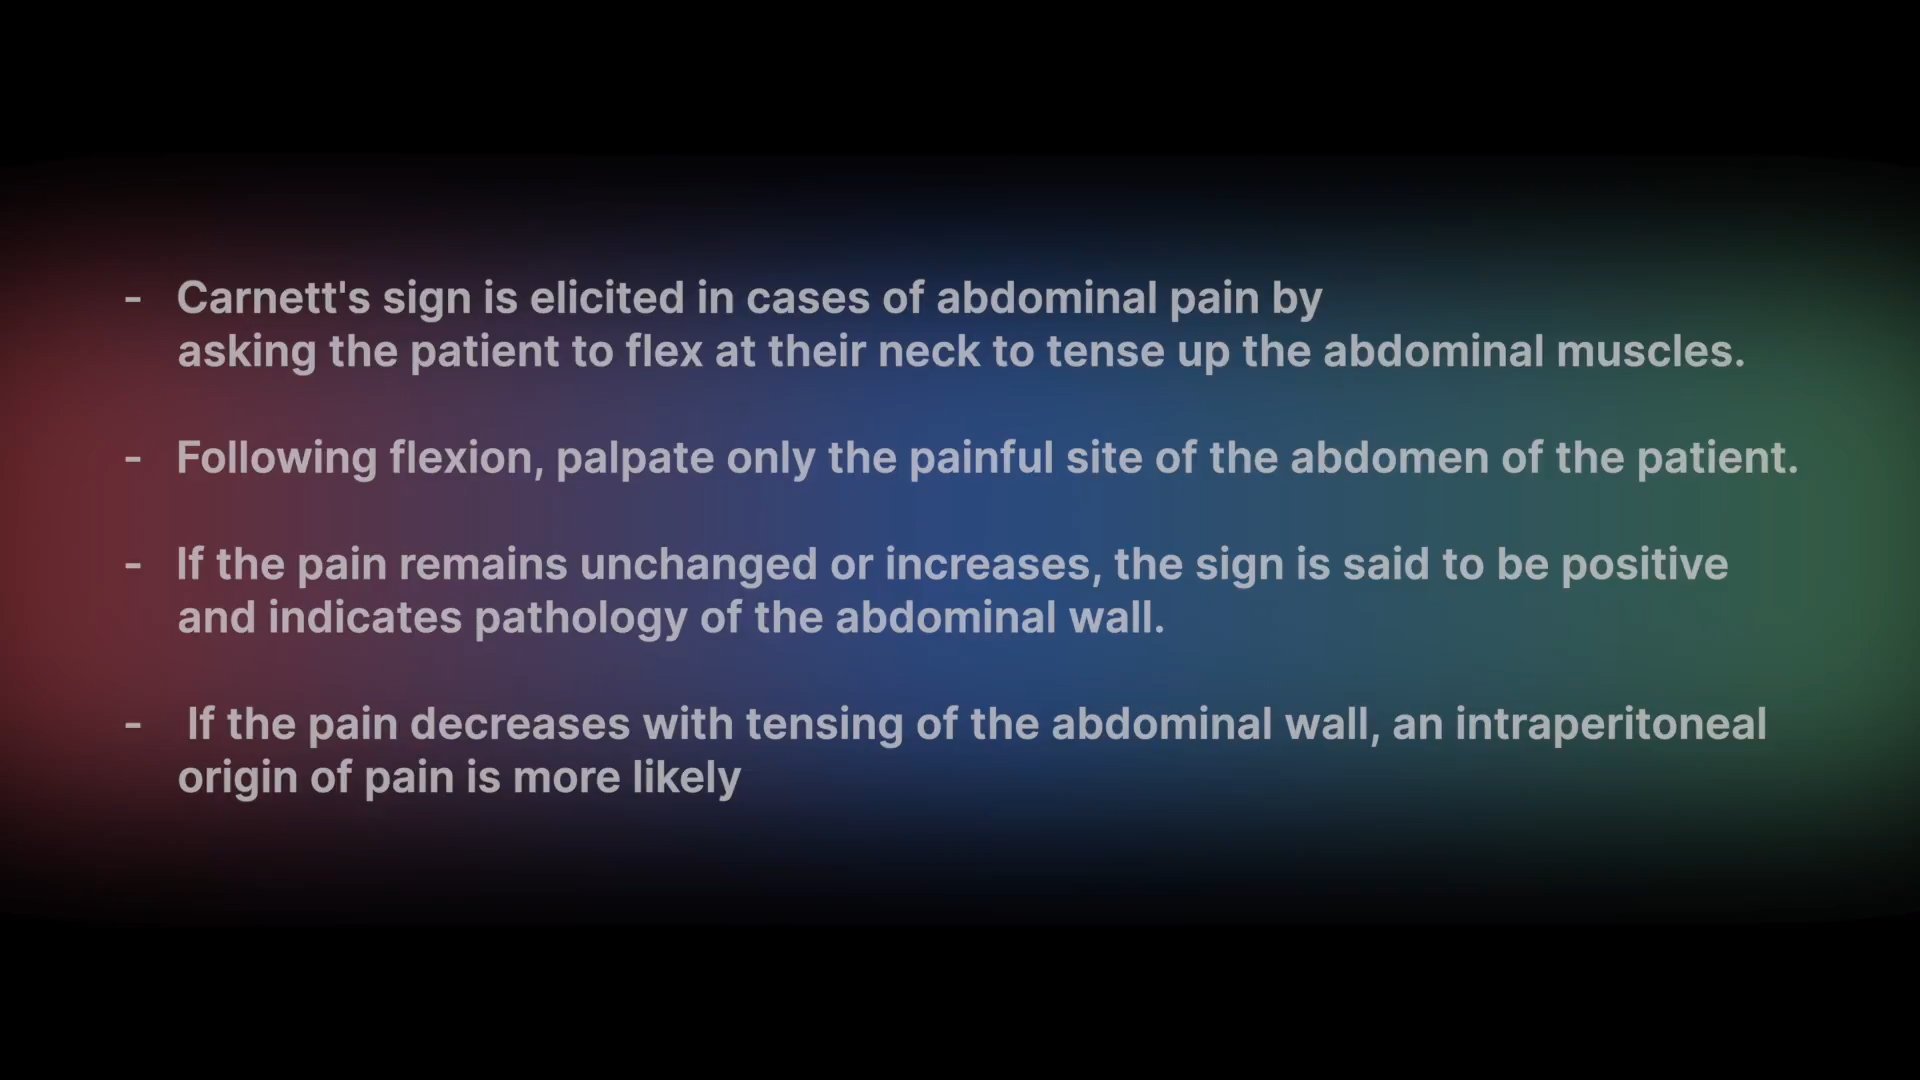 - Carnett's sign is elicited in cases of abdominal pain by
asking the patient to flex at their neck to tense up the abdominal muscles.
- Following flexion, palpate only the painful site of the abdomen of the patient.
- If the pain remains unchanged or increases, the sign is said to be positive
and indicates pathology of the abdominal wall.
- If the pain decreases with tensing of the abdominal wall, an intraperitoneal
origin of pain is more likely